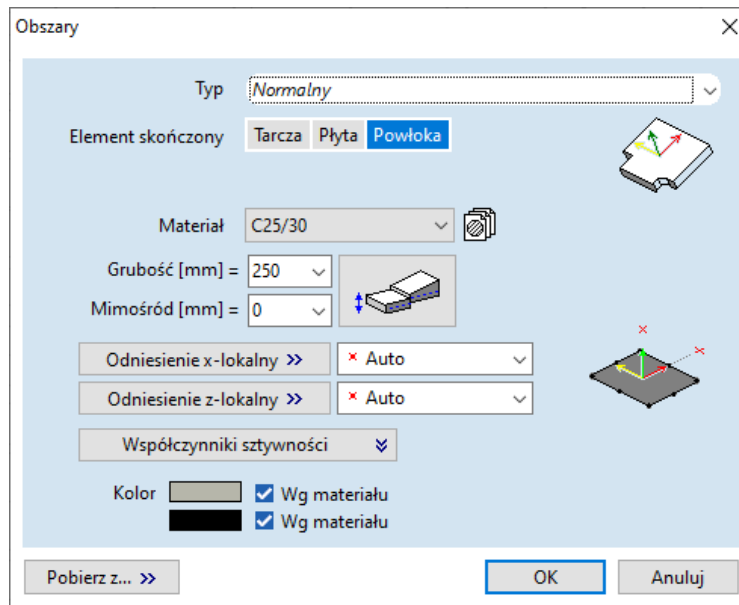 Obszary
Typ Normalny
Element skończony Tarcza Płyta Powłoka
Materiał C25/30
Grubość [mm] = 250
Mimośród [mm] = 0
Odniesienie x-lokalny >> Auto
Odniesienie z-lokalny >> Auto
Współczynniki sztywności
Kolor Wg materiału
Wg materiału
Pobierz z... >> OK Anuluj